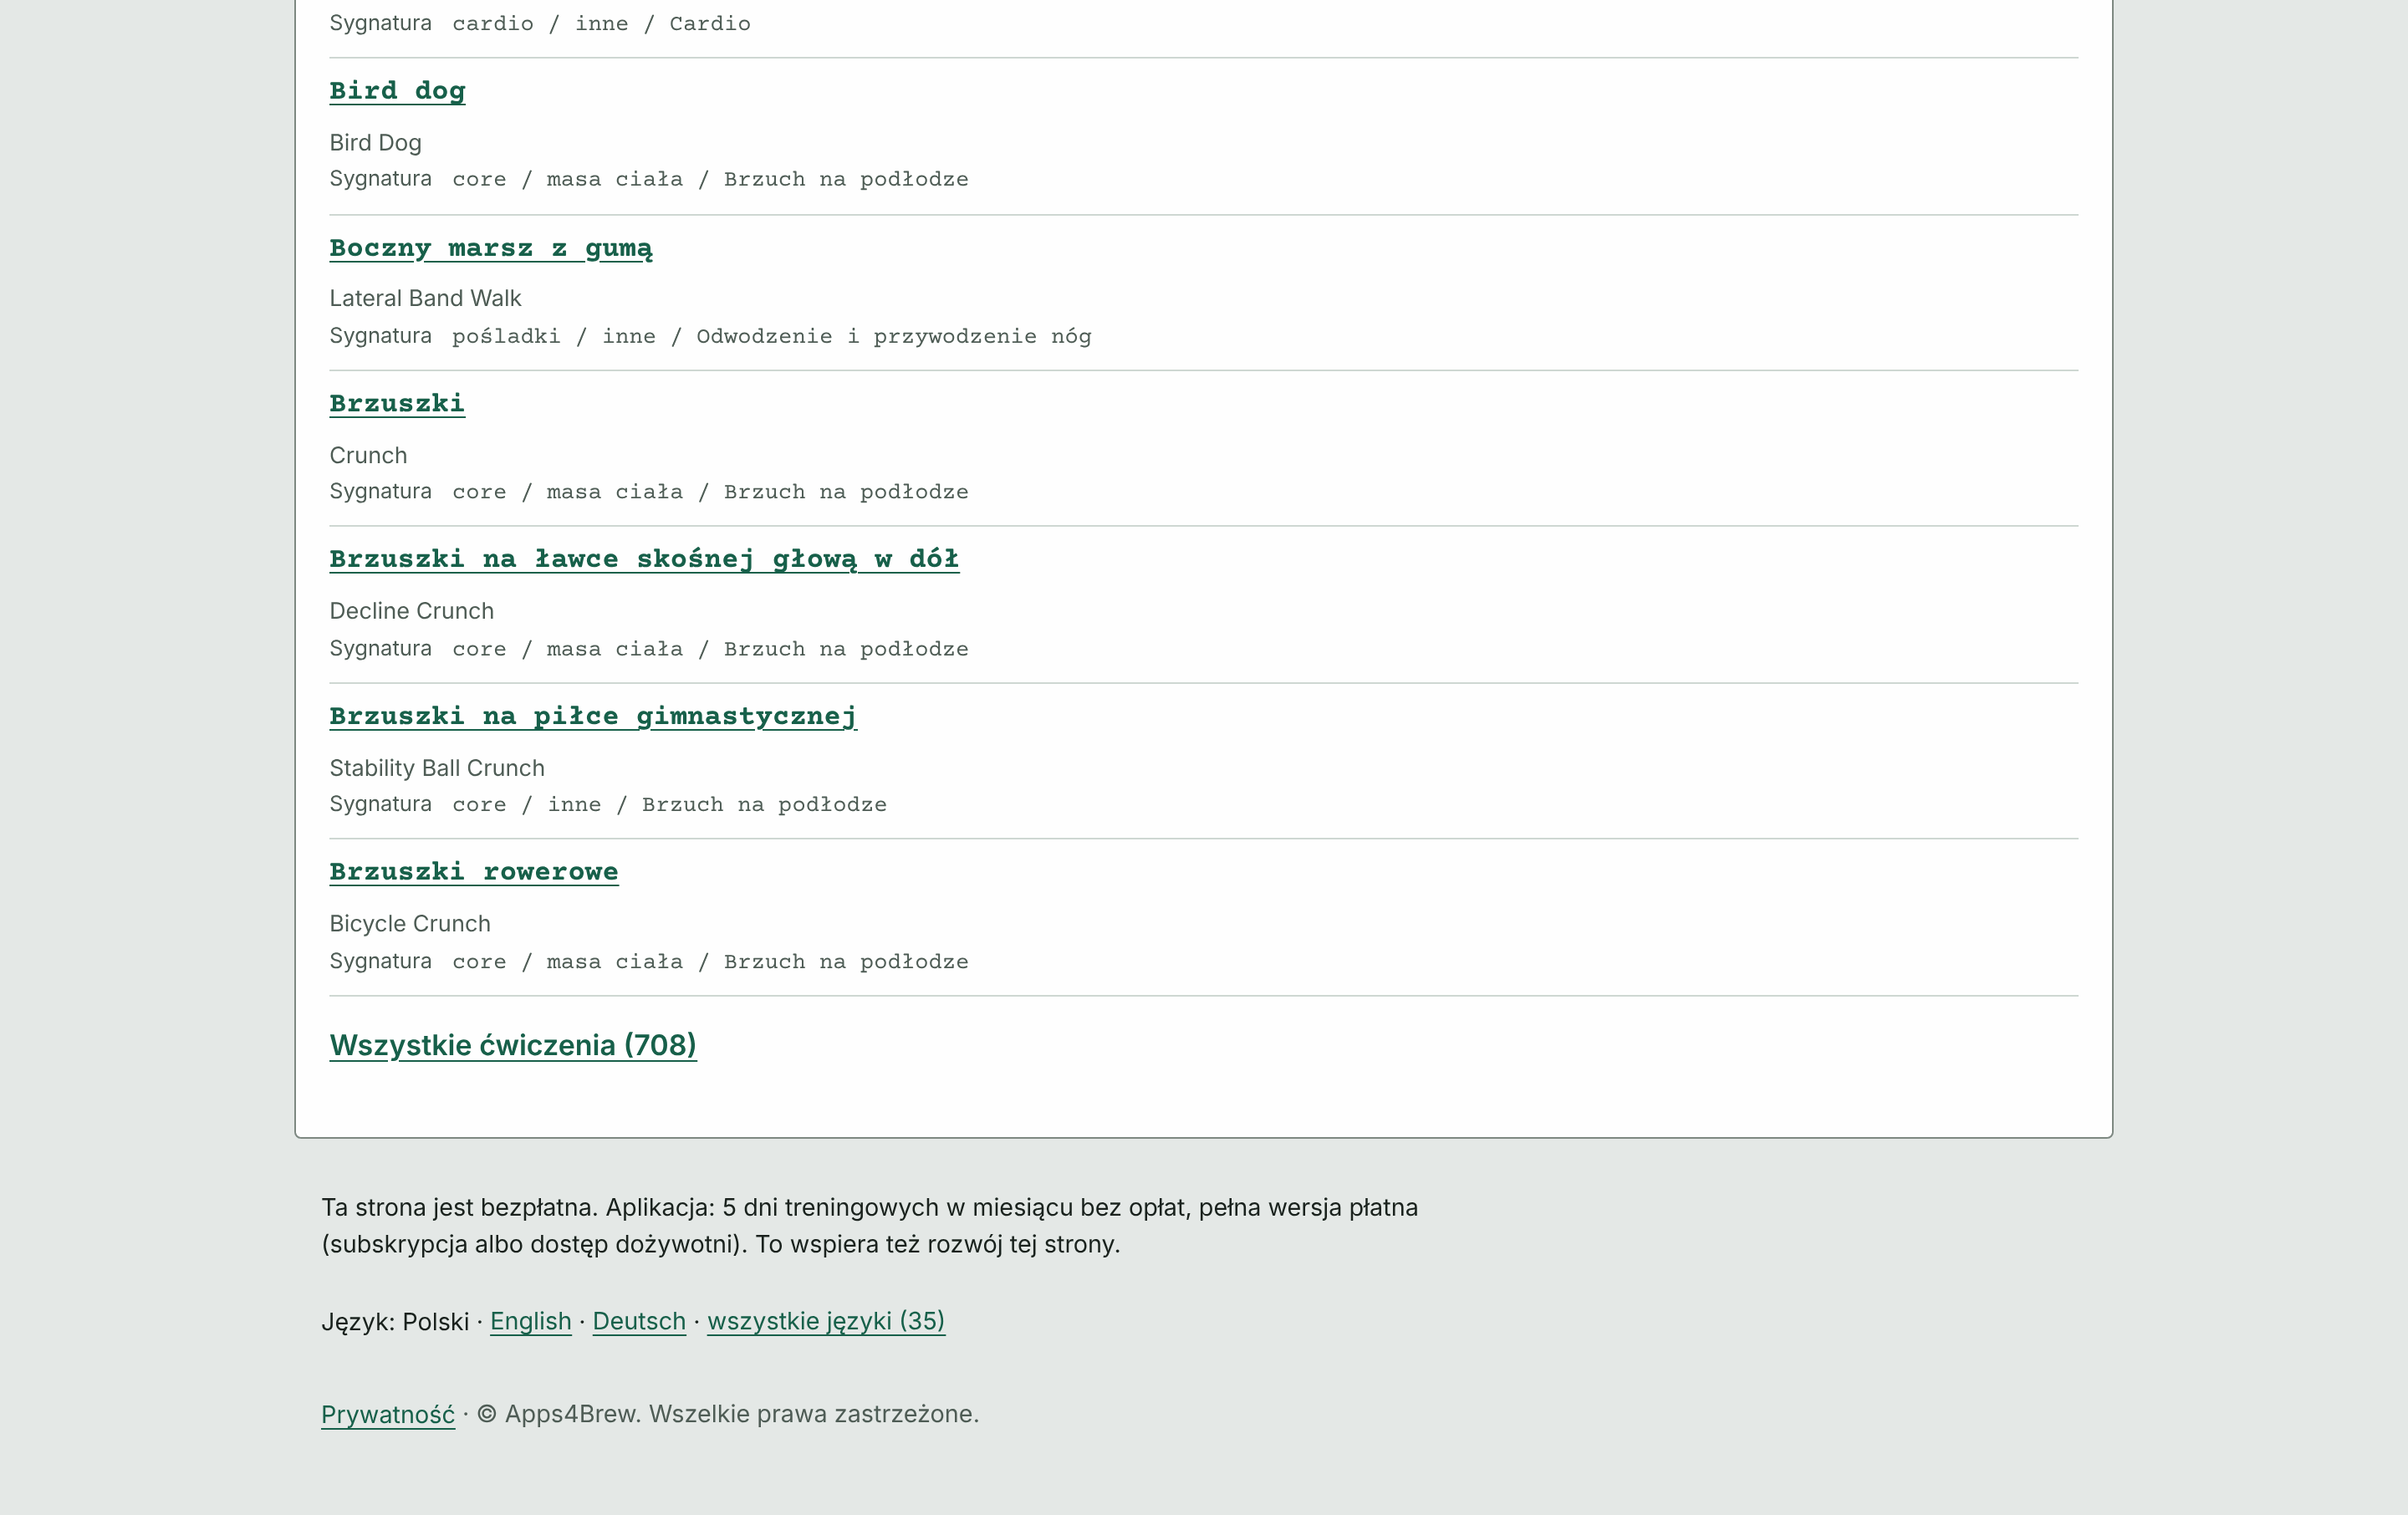 Sygnatura cardio / inne / Cardio
Bird dog
Bird Dog
Sygnatura core / masa ciała / Brzuch na podłodze
Boczny marsz z gumą
Lateral Band Walk
Sygnatura pośladki / inne / Odwodzenie i przywodzenie nóg
Brzuszki
Crunch
Sygnatura core / masa ciała / Brzuch na podłodze
Brzuszki na ławce skośnej głową w dół
Decline Crunch
Sygnatura core / masa ciała / Brzuch na podłodze
Brzuszki na piłce gimnastycznej
Stability Ball Crunch
Sygnatura core / inne / Brzuch na podłodze
Brzuszki rowerowe
Bicycle Crunch
Sygnatura core / masa ciała / Brzuch na podłodze
Wszystkie ćwiczenia (708)
Ta strona jest bezpłatna. Aplikacja: 5 dni treningowych w miesiącu bez opłat, pełna wersja płatna
(subskrypcja albo dostęp dożywotni). To wspiera też rozwój tej strony.
Język: Polski · English · Deutsch · wszystkie języki (35)
Prywatność · © Apps4Brew. Wszelkie prawa zastrzeżone.